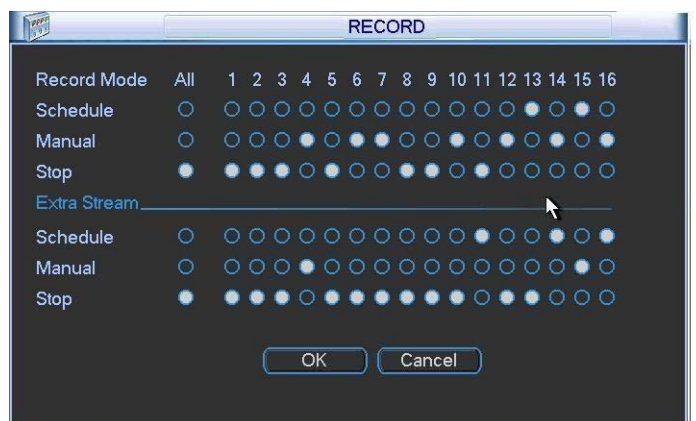 RECORD
Record Mode All 1 2 3 4 5 6 7 8 9 10 11 12 13 14 15 16
Schedule
Manual
Stop
Extra Stream
Schedule
Manual
Stop
OK Cancel